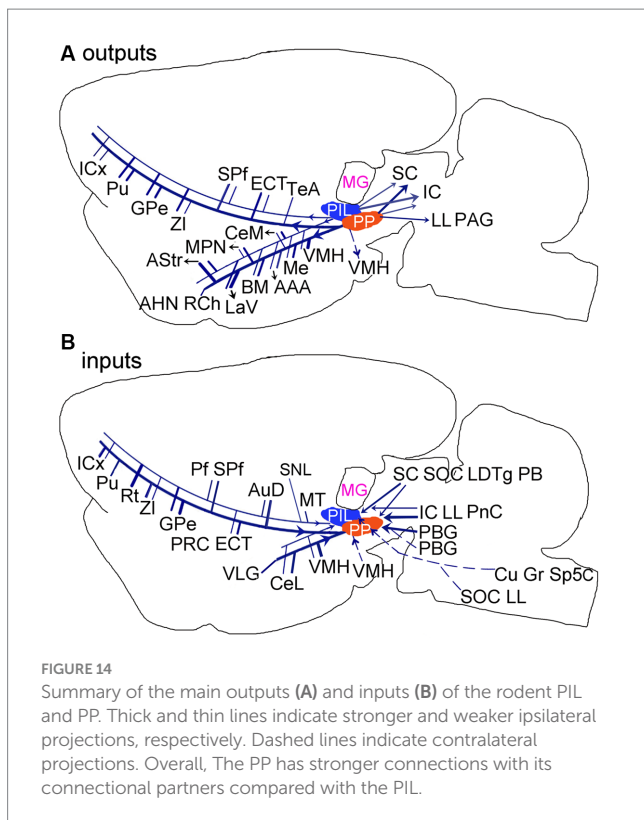 A outputs
ICx
Pu
GPe
ZI
SPf
ECT
TeA
MG
PIL
PP
SC
IC
LL PAG
VMH
CeM
MPN
AStr
VMH
Me
BM AAA
AHN RCh
LaV
B
inputs
ICx
Pu
Rt
ZI
GPe
Pf SPf
PRC ECT
AuD
SNL
MT
MG
PIL
PP
SC SOC LDTg PB
IC LL PnC
PBG
PBG
VLG
CeL
VMH
VMH
Cu Gr Sp5C
SOC LL
FIGURE 14
Summary of the main outputs (A) and inputs (B) of the rodent PIL
and PP. Thick and thin lines indicate stronger and weaker ipsilateral
projections, respectively. Dashed lines indicate contralateral
projections. Overall, The PP has stronger connections with its
connectional partners compared with the PIL.